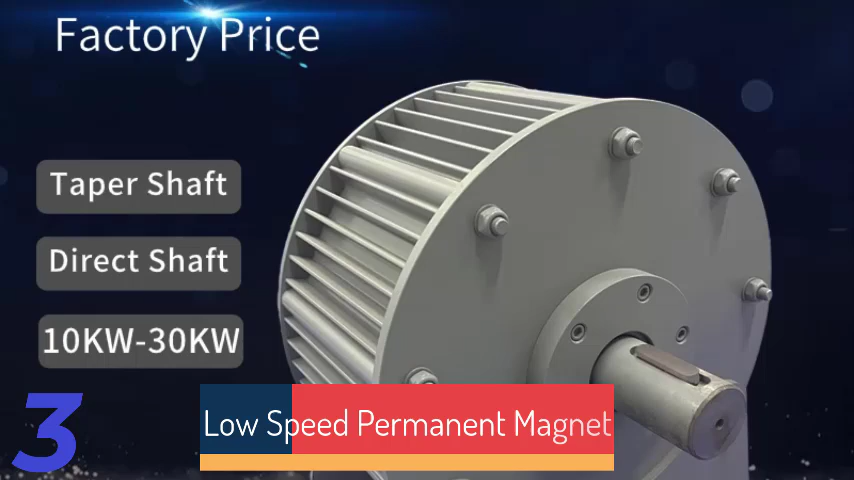 Factory Price
Taper Shaft
Direct Shaft
10KW-30KW
3
Low Speed Permanent Magnet